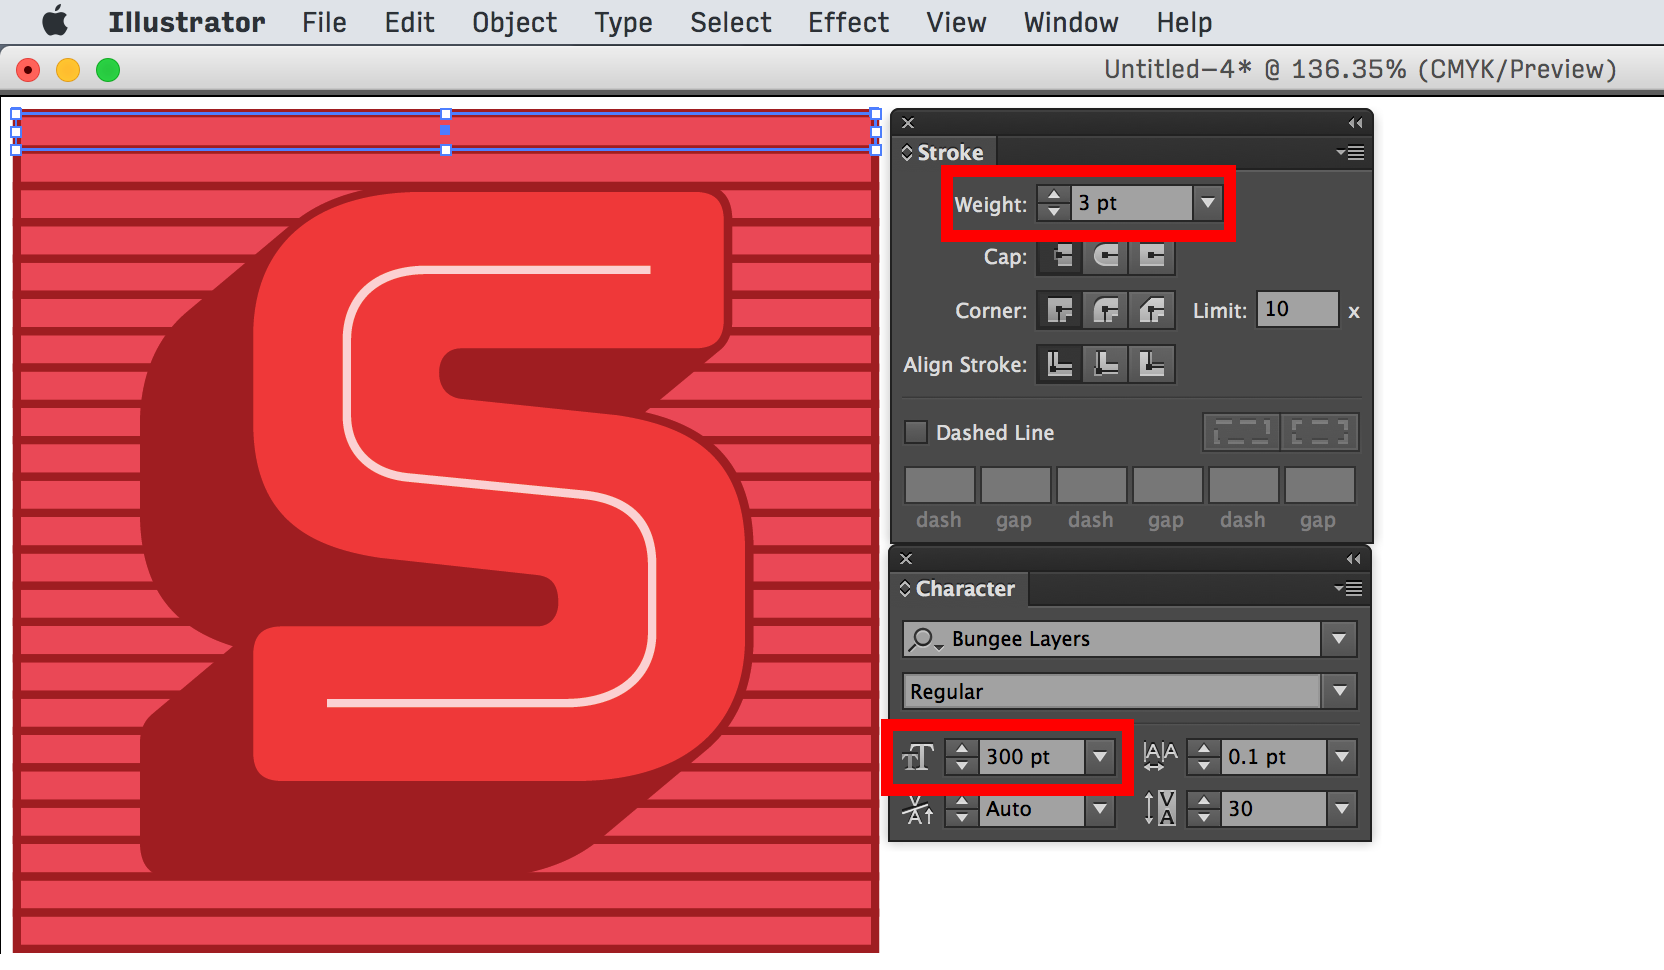 Illustrator File Edit Object Type Select Effect View Window Help
Untitled-4* @ 136.35% (CMYK/Preview)
S
Stroke
Weight: 3 pt
Cap:
Corner: Limit: 10 x
Align Stroke:
Dashed Line
dash gap dash gap dash gap
Character
Bungee Layers
Regular
300 pt 0.1 pt
Auto 30